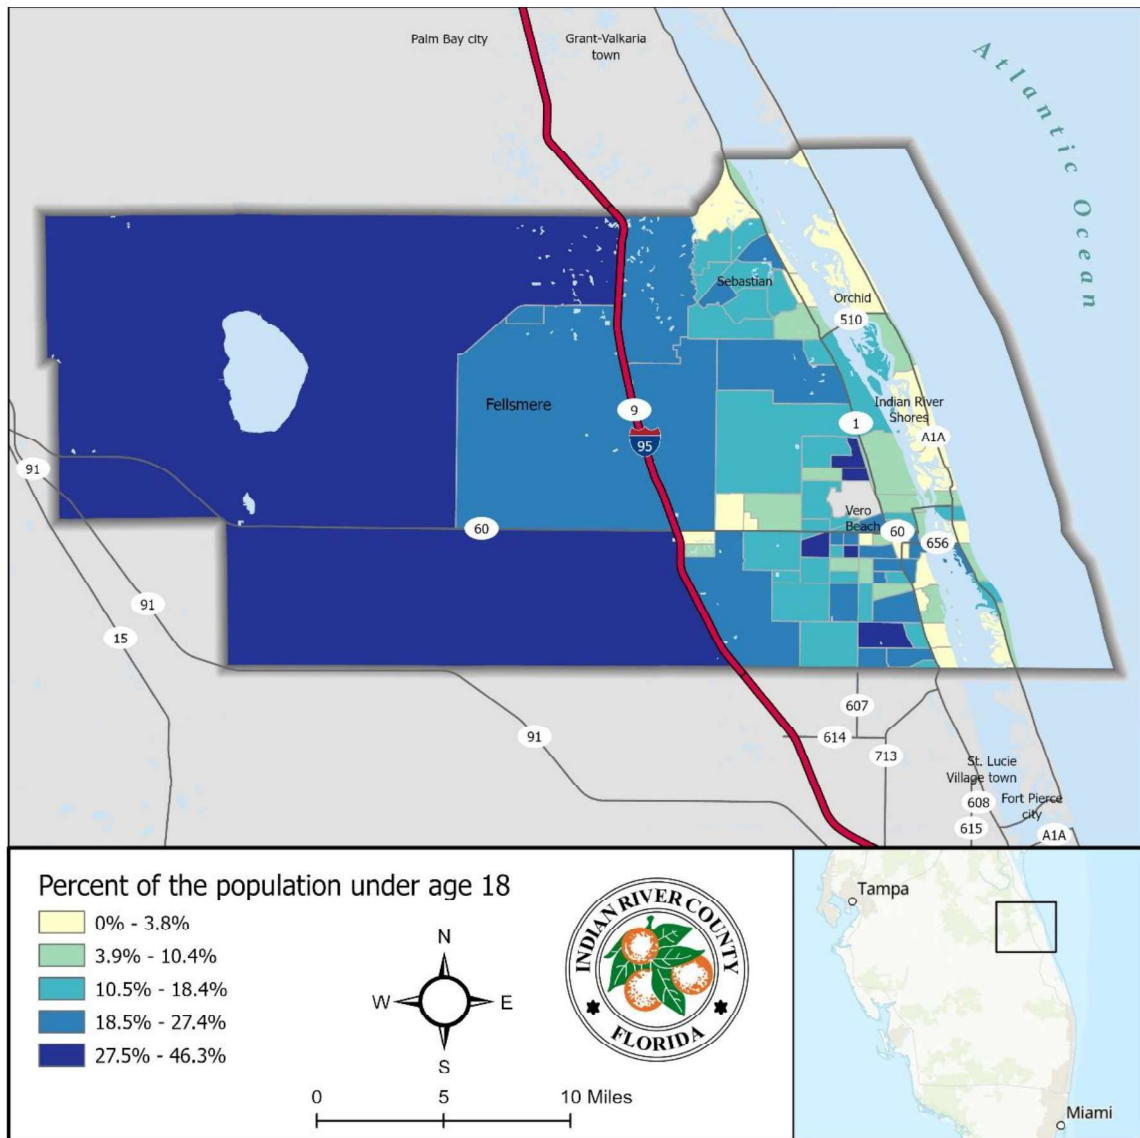 Palm Bay city
Grant-Valkaria
town
Atlantic Ocean
Sebastian
Orchid
510
Fellsmere
9
95
Indian River
Shores
1
A1A
91
Vero
Beach
60
60
656
91
15
607
614
91
713
St. Lucie
Village town
608
Fort Pierce
city
615
A1A
Percent of the population under age 18
0% - 3.8%
3.9% - 10.4%
10.5% - 18.4%
18.5% - 27.4%
27.5% - 46.3%
N
W
E
S
0
5
10 Miles
INDIAN RIVER COUNTY
FLORIDA
Tampa
Miami